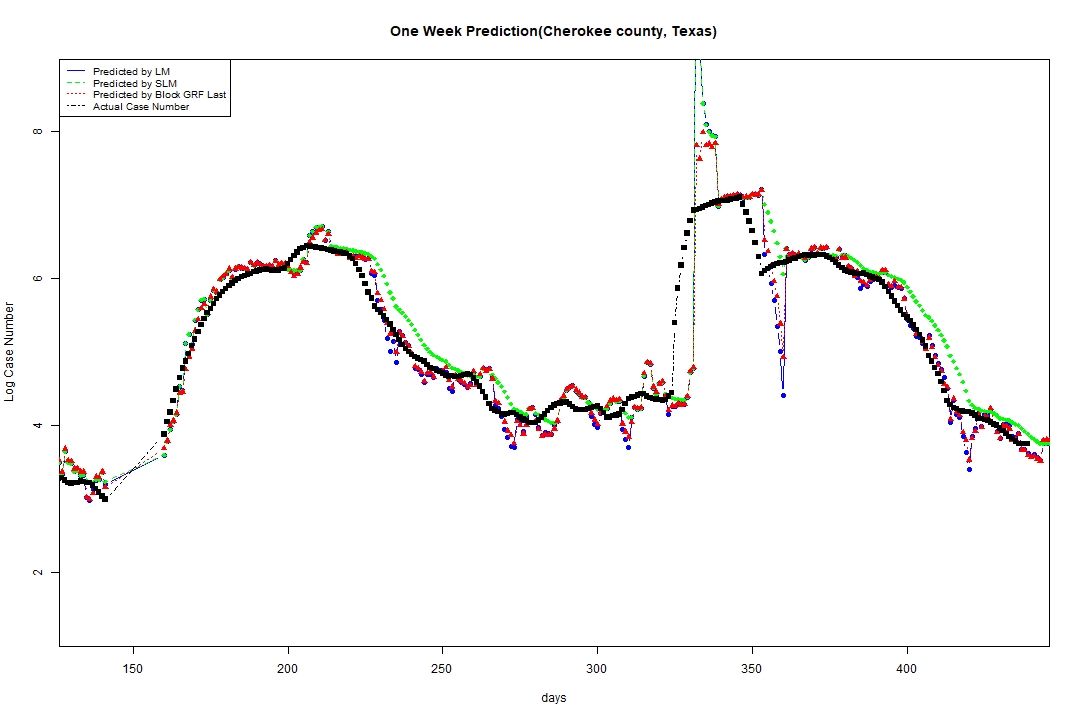 One Week Prediction(Cherokee county, Texas)
Predicted by LM
Predicted by SLM
Predicted by Block GRF Last
Actual Case Number
8
6
4
2
Log Case Number
150 200 250 300 350 400
days